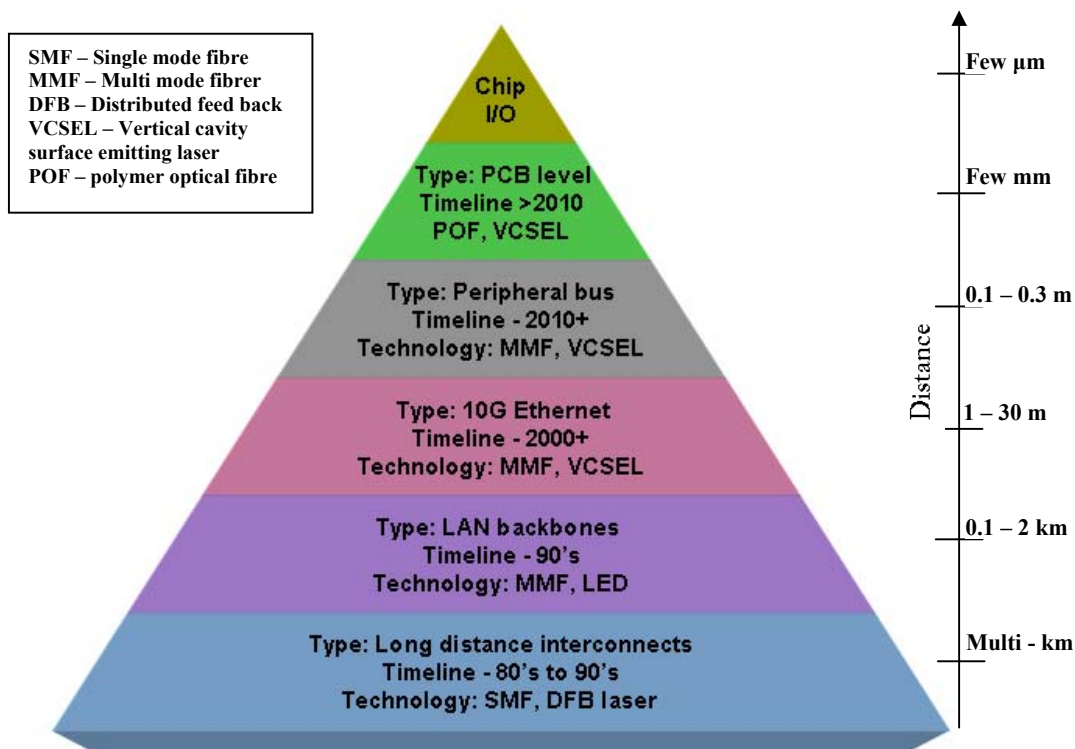 SMF – Single mode fibre
MMF – Multi mode fibrer
DFB – Distributed feed back
VCSEL – Vertical cavity
surface emitting laser
POF – polymer optical fibre
Chip
I/O
Type: PCB level
Timeline >2010
POF, VCSEL
Type: Peripheral bus
Timeline - 2010+
Technology: MMF, VCSEL
Type: 10G Ethernet
Timeline - 2000+
Technology: MMF, VCSEL
Type: LAN backbones
Timeline - 90's
Technology: MMF, LED
Type: Long distance interconnects
Timeline - 80's to 90's
Technology: SMF, DFB laser
Distance
Few µm
Few mm
0.1 – 0.3 m
1 – 30 m
0.1 – 2 km
Multi - km